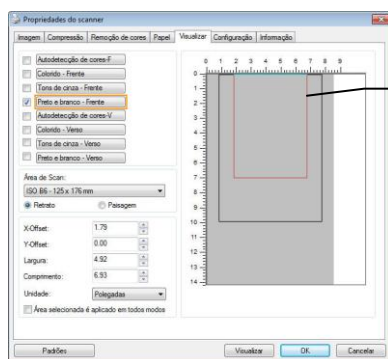 Propriedades do scanner
Imagem Compressão Remoção de cores Papel Visualizar Configuração Informação
Autodetecção de cores-F
Colorido - Frente
Tons de cinza - Frente
Preto e branco - Frente
Autodetecção de cores-V
Colorido - Verso
Tons de cinza - Verso
Preto e branco - Verso
Área de Scan:
ISO B6 - 125 x 176 mm
Retrato Paisagem
X-Offset: 1.79
Y-Offset: 0.00
Largura: 4.92
Comprimento: 6.93
Unidade: Polegadas
Área selecionada é aplicado em todos modos
0 1 2 3 4 5 6 7 8 9
0
1
2
3
4
5
6
7
8
9
10
11
12
13
14
Padrões Visualizar OK Cancelar